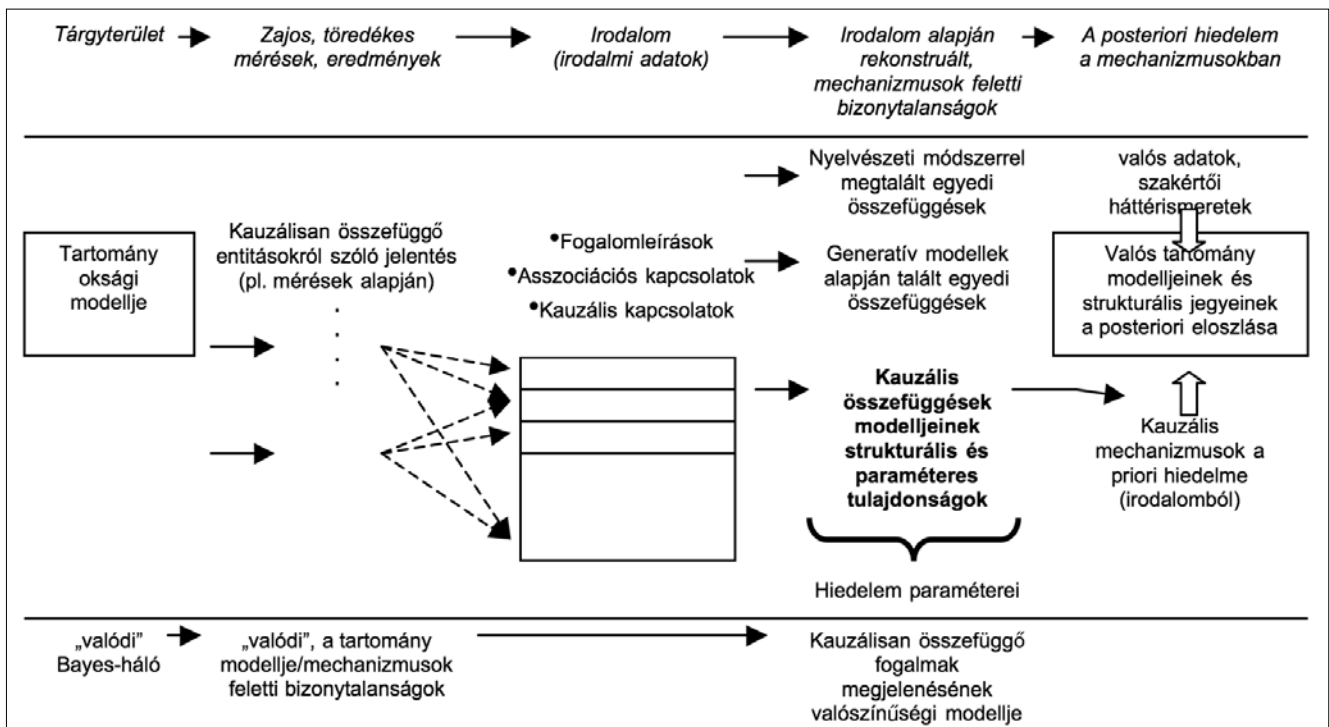 Tárgyterület
Zajos, töredékes
mérések, eredmények
Irodalom
(irodalmi adatok)
Irodalom alapján
rekonstruált,
mechanizmusok feletti
bizonytalanságok
A posteriori hiedelem
a mechanizmusokban
Tartomány
oksági
modellje
Kauzálisan összefüggő
entitásokról szóló jelentés
(pl. mérések alapján)
•Fogalomleírások
•Asszociációs kapcsolatok
•Kauzális kapcsolatok
Nyelvészeti módszerrel
megtalált egyedi
összefüggések
Generatív modellek
alapján talált egyedi
összefüggések
Kauzális
összefüggések
modelljeinek
strukturális és
paraméteres
tulajdonságok
Hiedelem paraméterei
valós adatok,
szakértői
háttérismeretek
Valós tartomány
modelljeinek és
strukturális jegyeinek
a posteriori eloszlása
Kauzális
mechanizmusok a
priori hiedelme
(irodalomból)
„valódi”
Bayes-háló
„valódi”, a tartomány
modellje/mechanizmusok
feletti bizonytalanságok
Kauzálisan összefüggő
fogalmak
megjelenésének
valószínűségi modellje